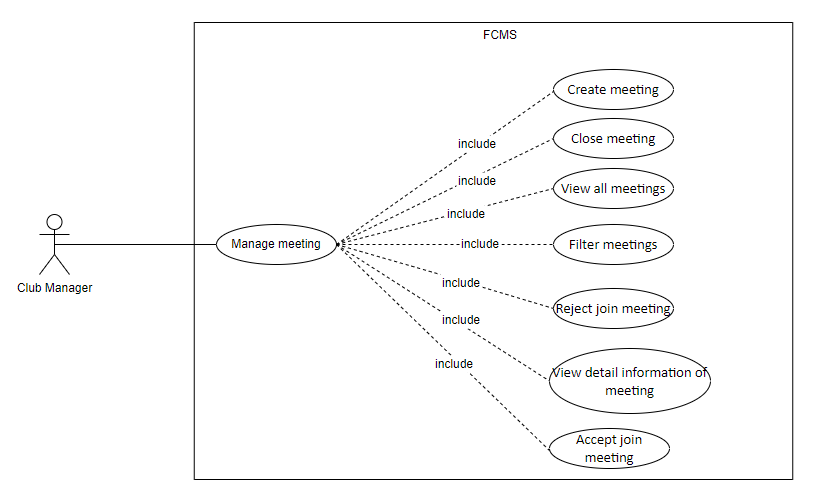 FCMS
Create meeting
include
Close meeting
include
View all meetings
include
Manage meeting
include
Filter meetings
include
Reject join meeting
Club Manager
include
View detail information of
meeting
include
Accept join
meeting